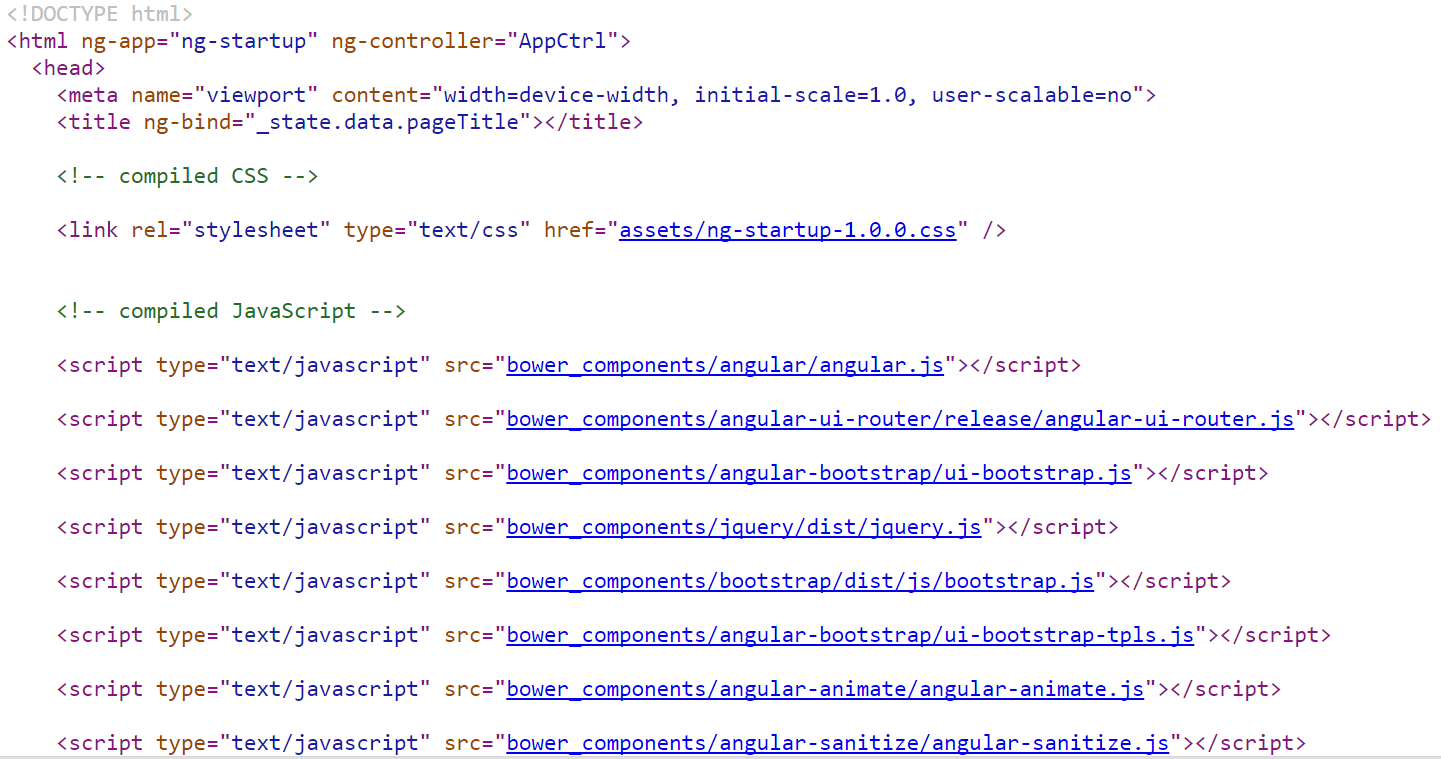 <!DOCTYPE html>
<html ng-app="ng-startup" ng-controller="AppCtrl">
<head>
<meta name="viewport" content="width=device-width, initial-scale=1.0, user-scalable=no">
<title ng-bind="_state.data.pageTitle"></title>
<!-- compiled CSS -->
<link rel="stylesheet" type="text/css" href="assets/ng-startup-1.0.0.css" />
<!-- compiled JavaScript -->
<script type="text/javascript" src="bower_components/angular/angular.js"></script>
<script type="text/javascript" src="bower_components/angular-ui-router/release/angular-ui-router.js"></script>
<script type="text/javascript" src="bower_components/angular-bootstrap/ui-bootstrap.js"></script>
<script type="text/javascript" src="bower_components/jquery/dist/jquery.js"></script>
<script type="text/javascript" src="bower_components/bootstrap/dist/js/bootstrap.js"></script>
<script type="text/javascript" src="bower_components/angular-bootstrap/ui-bootstrap-tpls.js"></script>
<script type="text/javascript" src="bower_components/angular-animate/angular-animate.js"></script>
<script type="text/javascript" src="bower_components/angular-sanitize/angular-sanitize.js"></script>